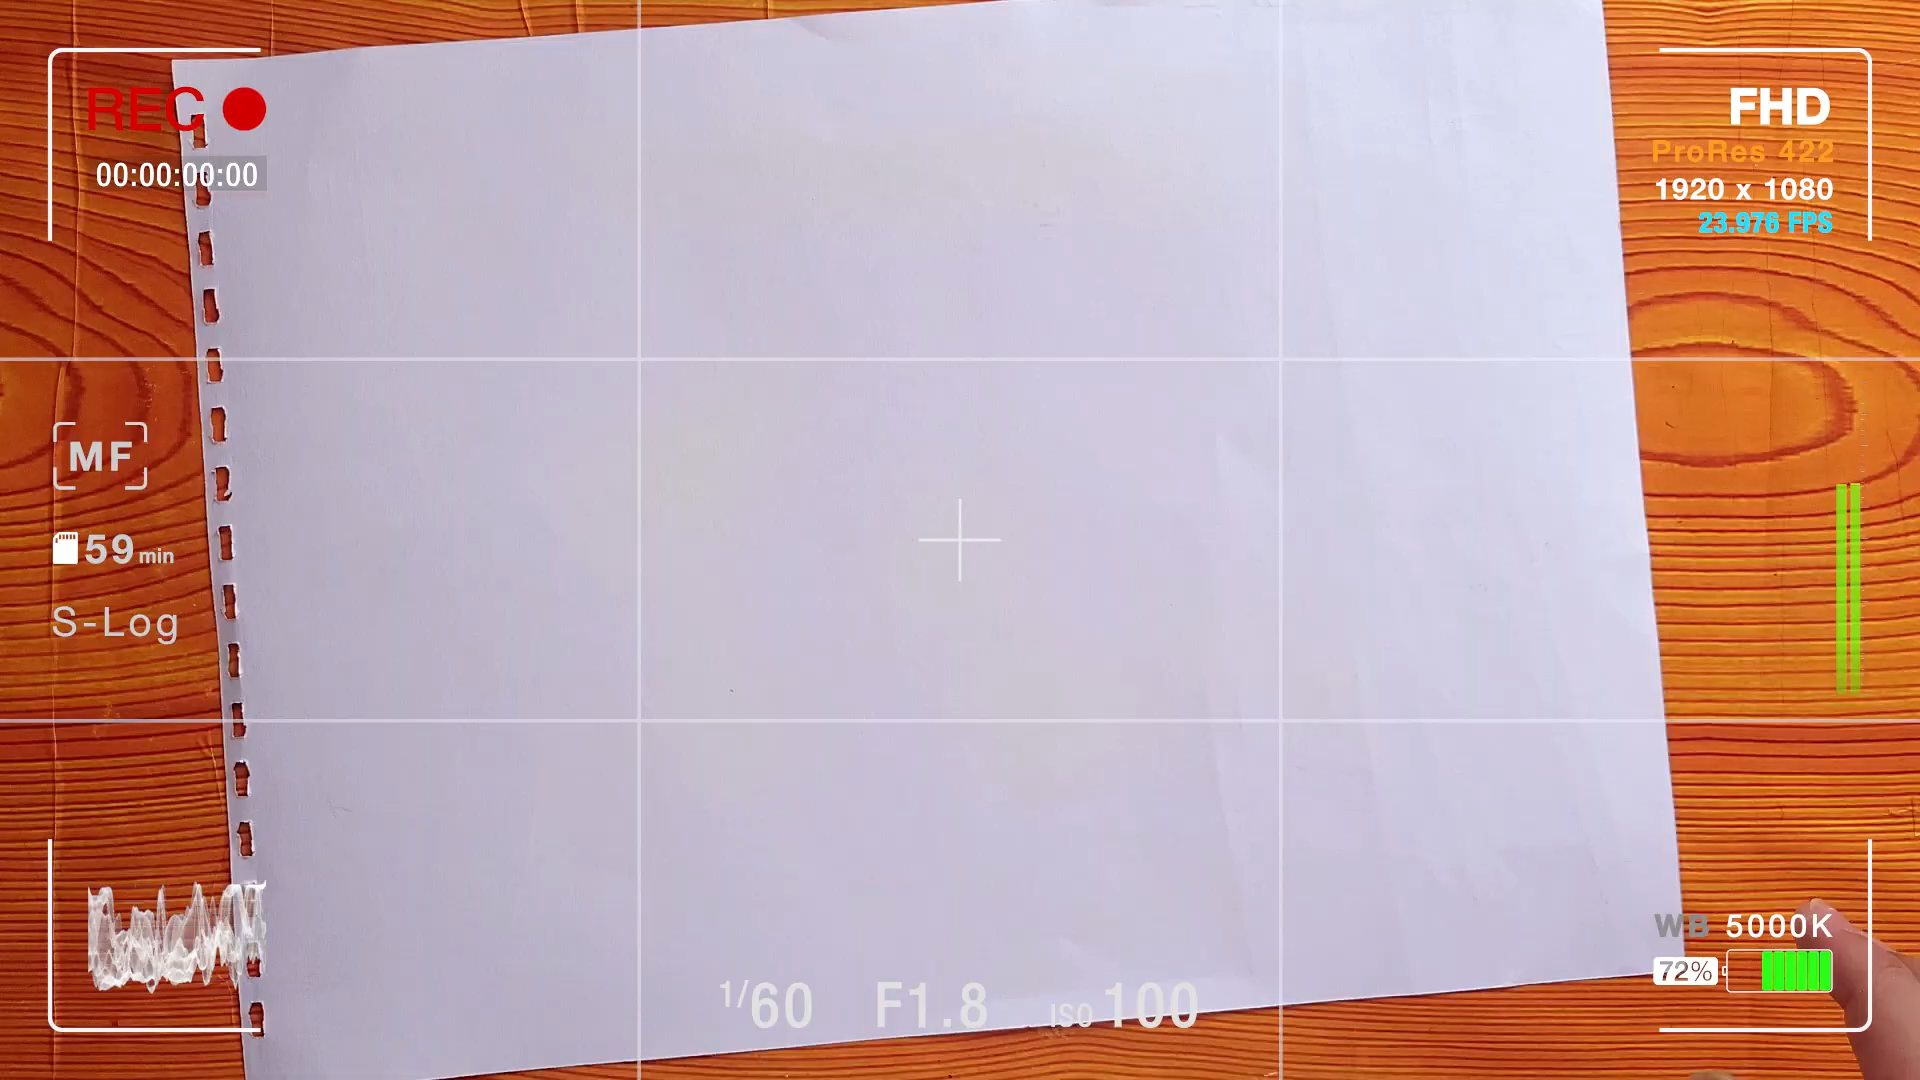 REC
00:00:00:00
FHD
ProRes 422
1920 x 1080
23.976 FPS
MF
59 min
S-Log
WB 5000K
72%
1/60 F1.8 ISO 100